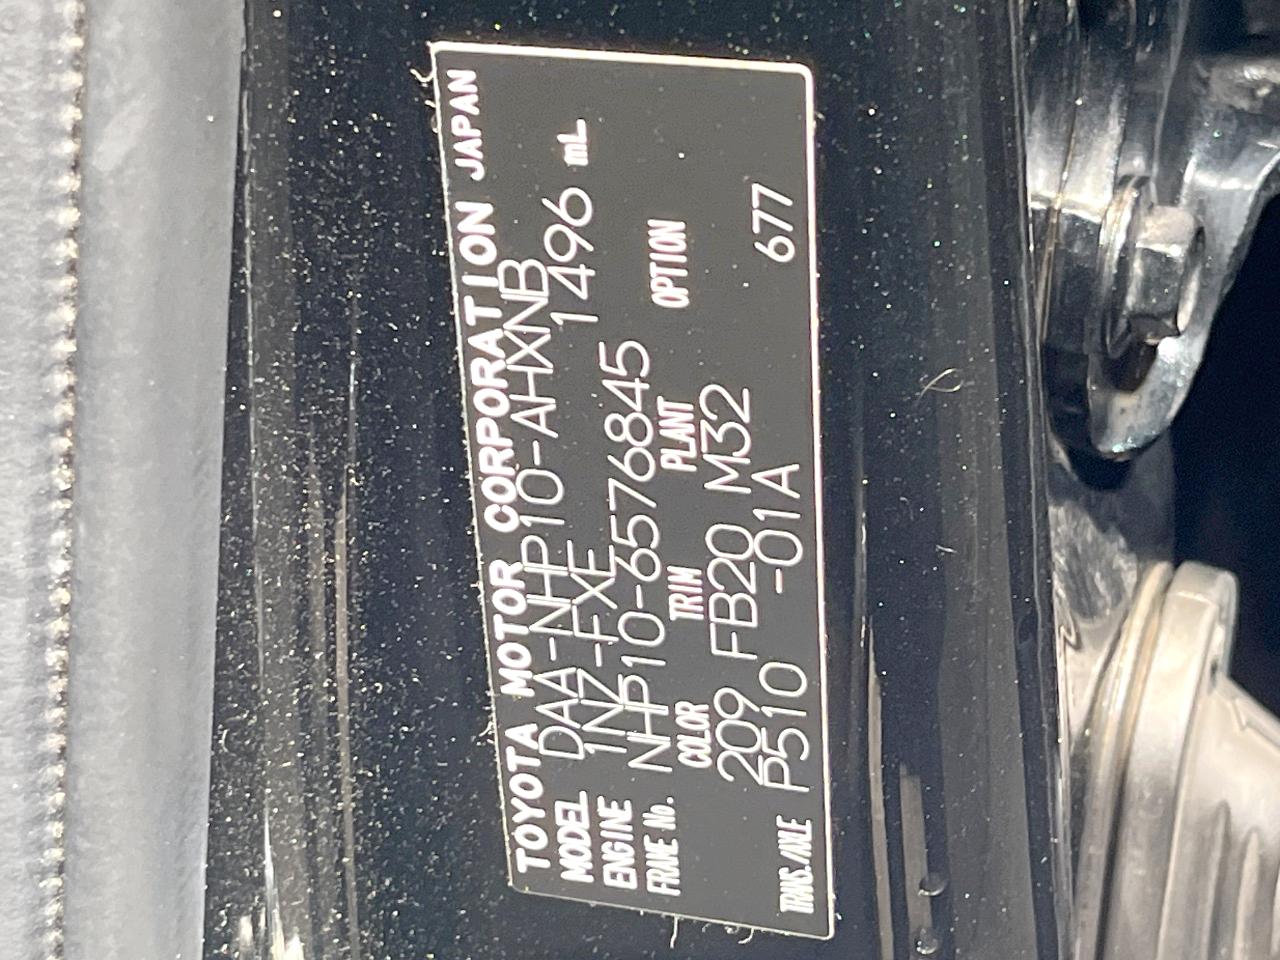 TOYOTA MOTOR CORPORATION JAPAN
MODEL DAA-NHP10-AHXNB
ENGINE 1NZ-FXE 1496 mL
FRAME No. NHP10-6576845
COLOR TRIM PLANT OPTION
209 FB20 M32
TRANS./AXLE P510 -01A 677